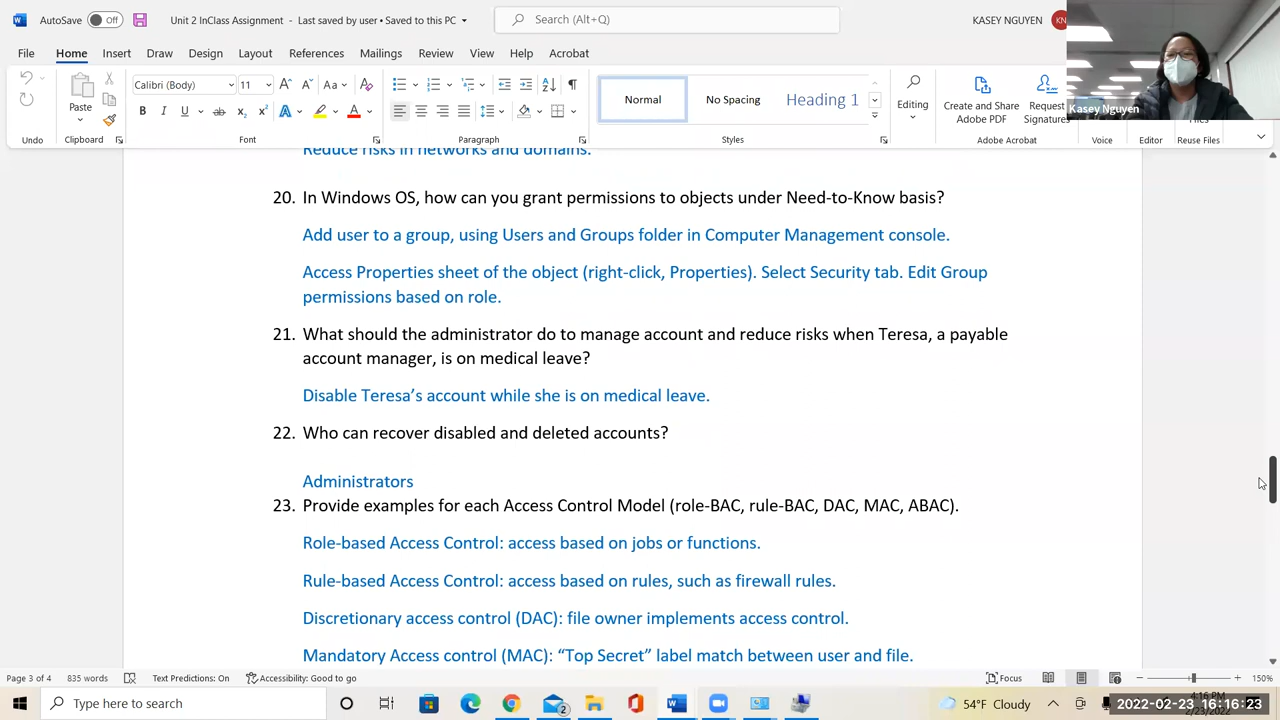 AutoSave Off Unit 2 InClass Assignment - Last saved by user • Saved to this PC Search (Alt+Q) KASEY NGUYEN KN
File Home Insert Draw Design Layout References Mailings Review View Help Acrobat
Kasey Nguyen
Paste
Calibri (Body) 11
Normal No Spacing Heading 1
Editing
Create and Share Adobe PDF
Request Signatures
Files
Undo Clipboard Font Paragraph Styles Adobe Acrobat Voice Editor Reuse Files
Reduce risks in networks and domains.
20. In Windows OS, how can you grant permissions to objects under Need-to-Know basis?
Add user to a group, using Users and Groups folder in Computer Management console.
Access Properties sheet of the object (right-click, Properties). Select Security tab. Edit Group
permissions based on role.
21. What should the administrator do to manage account and reduce risks when Teresa, a payable
account manager, is on medical leave?
Disable Teresa's account while she is on medical leave.
22. Who can recover disabled and deleted accounts?
Administrators
23. Provide examples for each Access Control Model (role-BAC, rule-BAC, DAC, MAC, ABAC).
Role-based Access Control: access based on jobs or functions.
Rule-based Access Control: access based on rules, such as firewall rules.
Discretionary access control (DAC): file owner implements access control.
Mandatory Access control (MAC): “Top Secret” label match between user and file.
Page 3 of 4 835 words Text Predictions: On Accessibility: Good to go Focus 150%
Type here to search 2 54°F Cloudy 4:16 PM
2022-02-23 16:16:23
2/23/2022